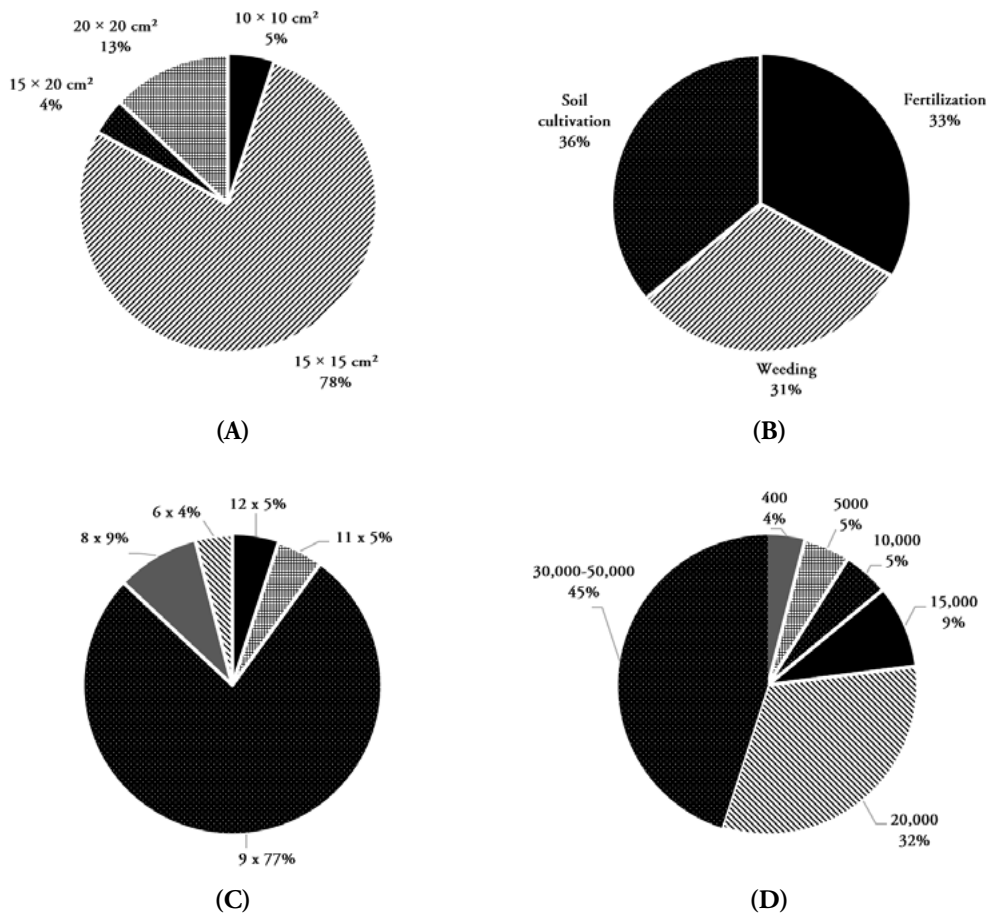 20 × 20 cm²
13%
10 × 10 cm²
5%
15 × 20 cm²
4%
15 × 15 cm²
78%
(A)
Soil
cultivation
36%
Fertilization
33%
Weeding
31%
(B)
6 x 4%
12 x 5%
8 x 9%
11 x 5%
9 x 77%
(C)
400
4%
5000
5%
10,000
5%
30,000-50,000
45%
15,000
9%
20,000
32%
(D)